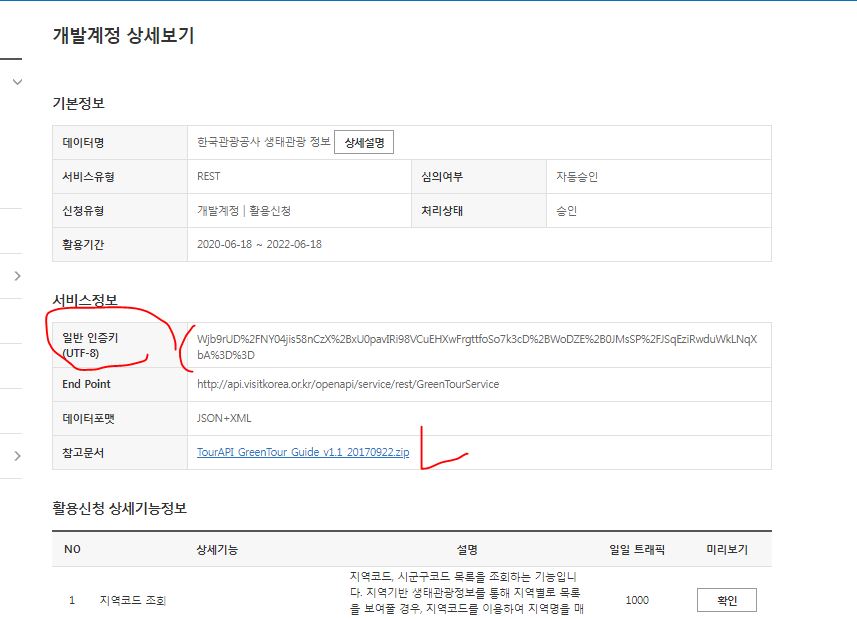 개발계정 상세보기
기본정보
데이터명 한국관광공사 생태관광 정보 상세설명
서비스유형 REST 심의여부 자동승인
신청유형 개발계정 | 활용신청 처리상태 승인
활용기간 2020-06-18 ~ 2022-06-18
서비스정보
일반 인증키
(UTF-8)
Wjb9rUD%2FNY04jis58nCzX%2BxU0pavIRi98VCuEHXwFrgttfoSo7k3cD%2BWoDZE%2B0JMsSP%2FJSqEziRwduWkLNqX
bA%3D%3D
End Point http://api.visitkorea.or.kr/openapi/service/rest/GreenTourService
데이터포맷 JSON+XML
참고문서 TourAPI_GreenTour_Guide_v1.1_20170922.zip
활용신청 상세기능정보
NO 상세기능 설명 일일 트래픽 미리보기
지역코드, 시군구코드 목록을 조회하는 기능입니
1 지역코드 조회 다. 지역기반 생태관광정보를 통해 지역별로 목록 1000 확인
을 보여줄 경우, 지역코드를 이용하여 지역명을 매